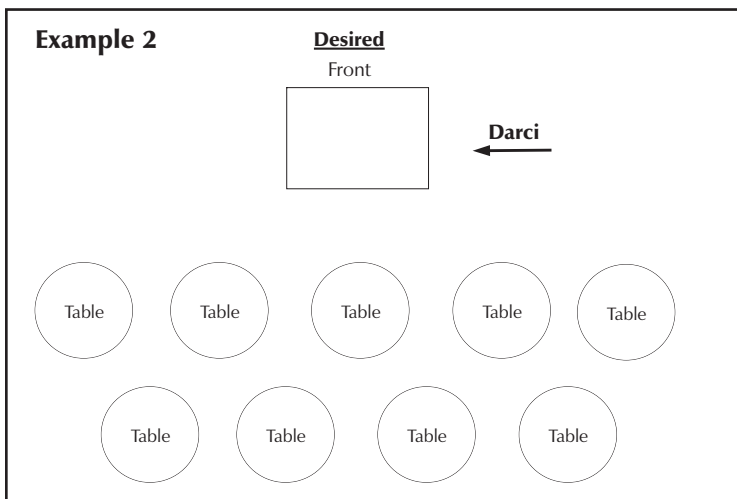 Example 2
Desired
Front
Darci
Table Table Table Table Table
Table Table Table Table